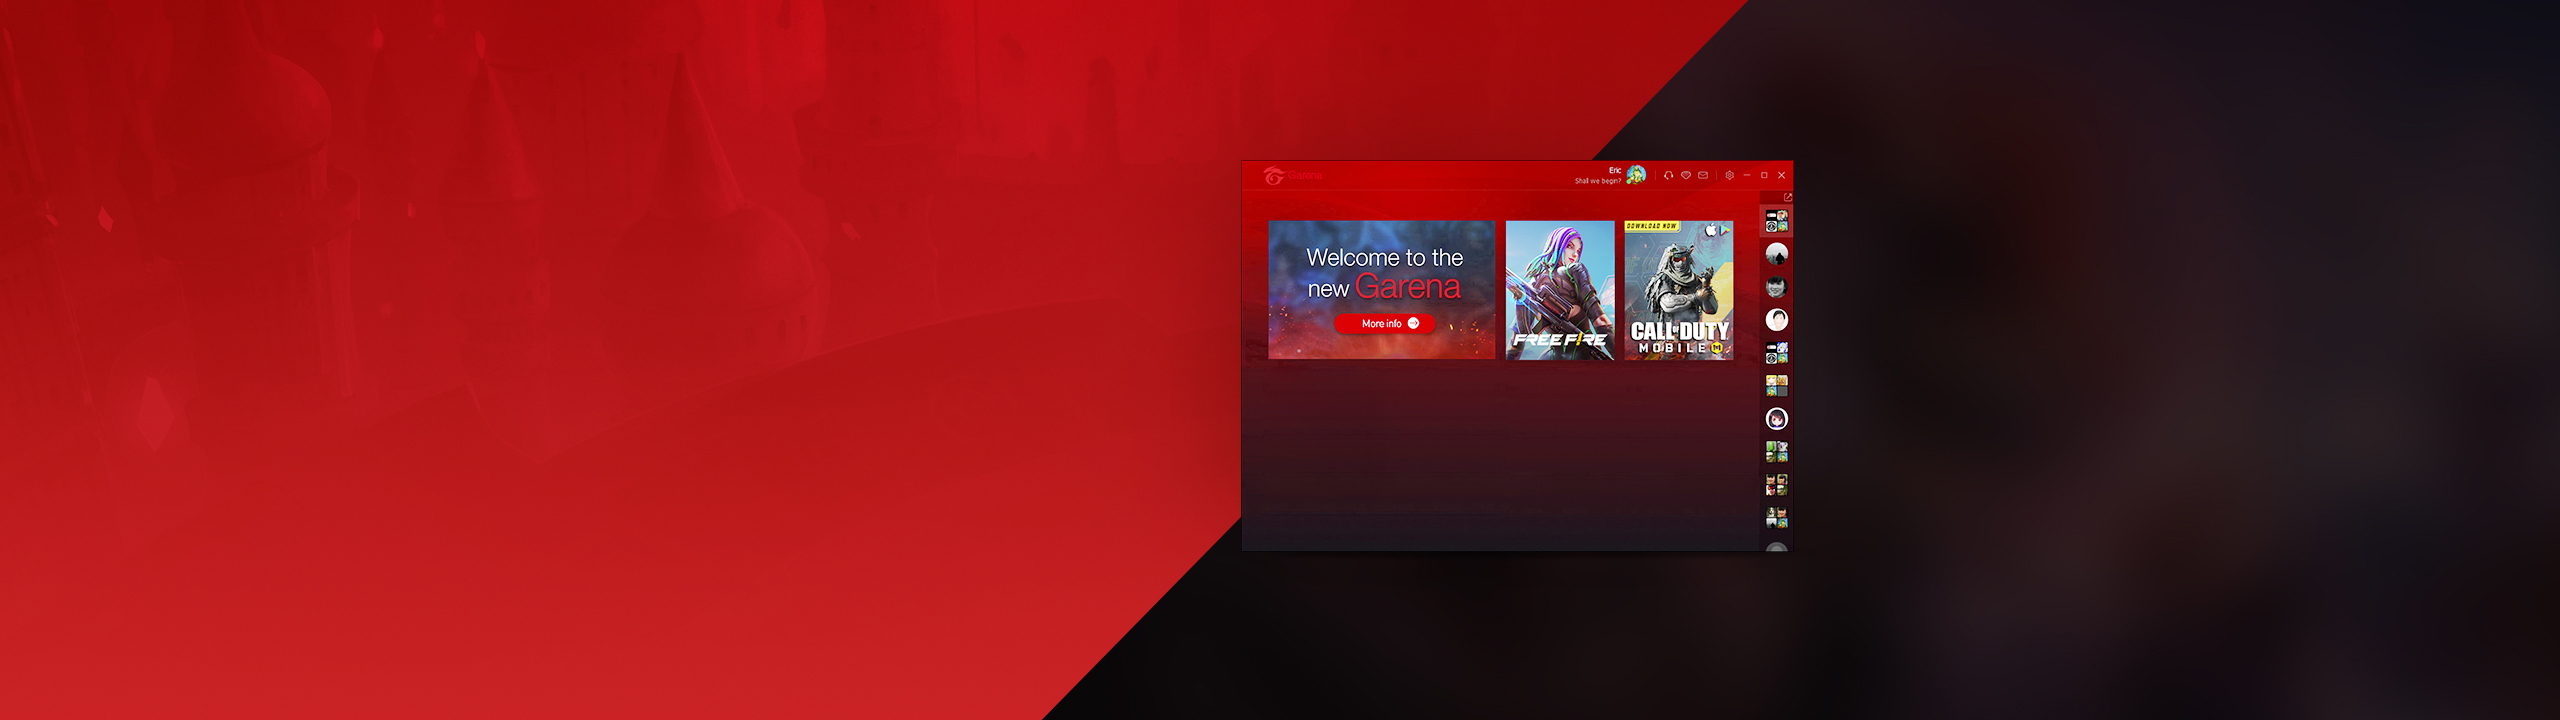 Garena
Eric
Shall we begin?
Welcome to the
new Garena
More info
FREE FIRE
DOWNLOAD NOW
CALL OF DUTY
MOBILE